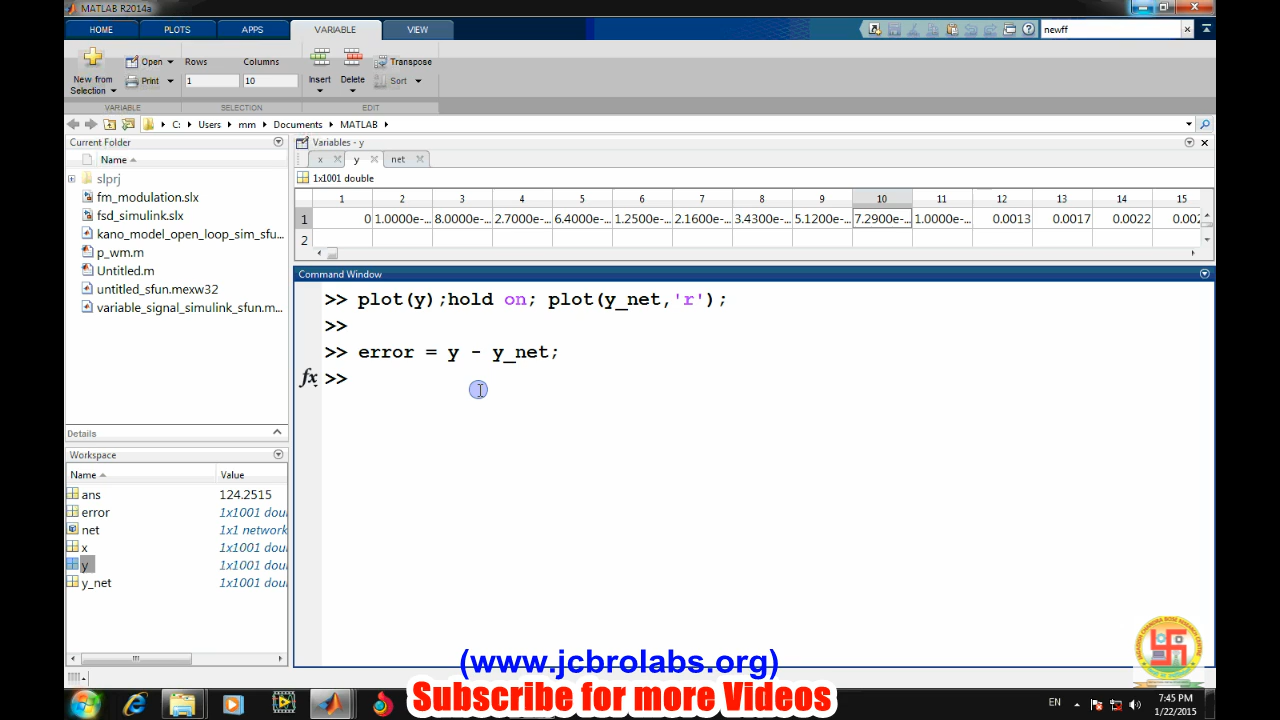 MATLAB R2014a
HOME PLOTS APPS VARIABLE VIEW newff
New from Selection
Open Rows Columns Transpose
Print 1 10 Insert Delete Sort
VARIABLE SELECTION EDIT
C: Users mm Documents MATLAB
Current Folder
Name
slprj
fm_modulation.slx
fsd_simulink.slx
kano_model_open_loop_sim_sfu...
p_wm.m
Untitled.m
untitled_sfun.mexw32
variable_signal_simulink_sfun.m...
Details
Workspace
Name Value
ans 124.2515
error 1x1001 dou
net 1x1 network
x 1x1001 dou
y 1x1001 dou
y_net 1x1001 dou
Variables - y
x y net
1x1001 double
1 2 3 4 5 6 7 8 9 10 11 12 13 14 15
1 0 1.0000e-... 8.0000e-... 2.7000e-... 6.4000e-... 1.2500e-... 2.1600e-... 3.4300e-... 5.1200e-... 7.2900e-... 1.0000e-... 0.0013 0.0017 0.0022 0.00
2
Command Window
>> plot(y);hold on; plot(y_net,'r');
>>
>> error = y - y_net;
fx >>
(www.jcbrolabs.org)
Subscribe for more Videos
EN 7:45 PM
1/22/2015